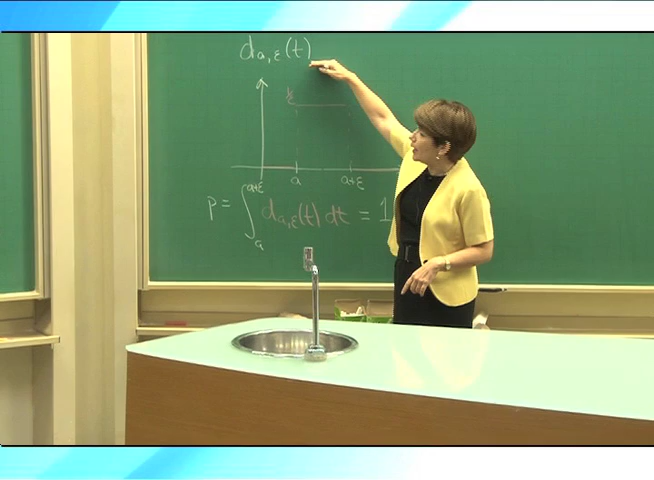 d_{a,ε}(t)
1/ε
a a+ε
p = ∫_a^{a+ε} d_{a,ε}(t) dt = 1